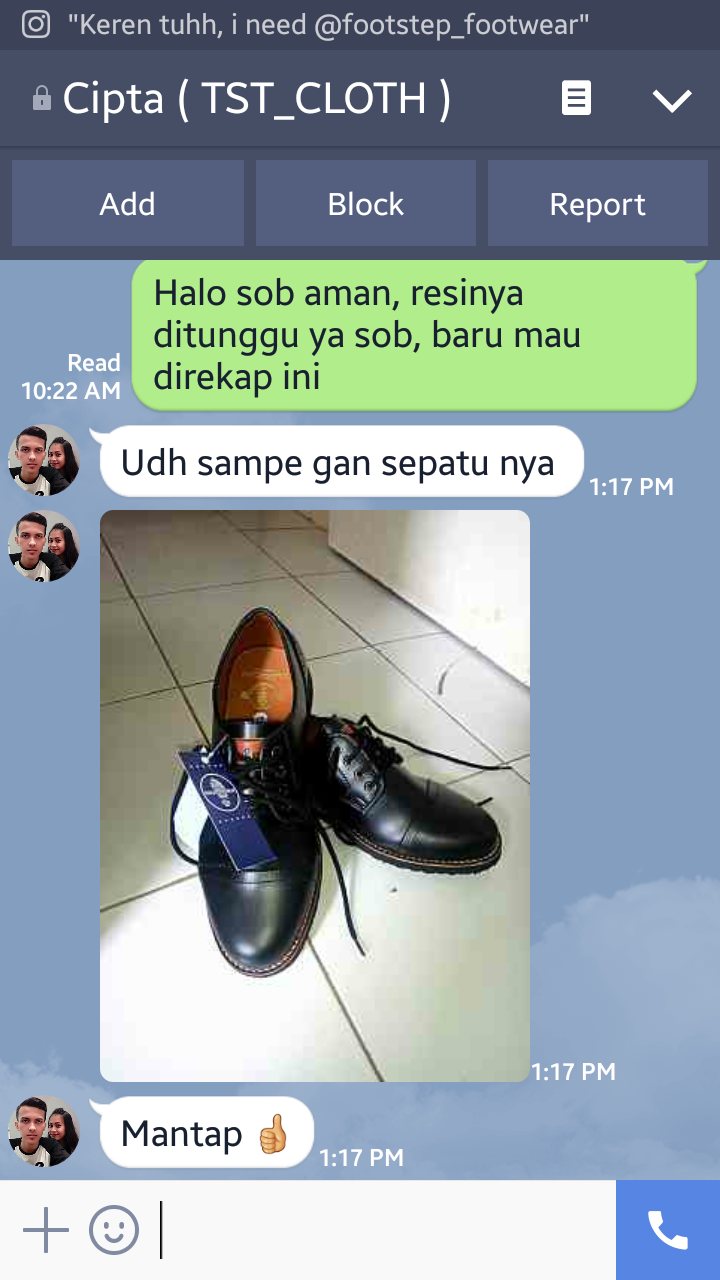 "Keren tuhh, i need @footstep_footwear"
Cipta ( TST_CLOTH )
Add
Block
Report
Halo sob aman, resinya
ditunggu ya sob, baru mau
direkap ini
Read
10:22 AM
Udh sampe gan sepatu nya
1:17 PM
1:17 PM
Mantap 👍
1:17 PM